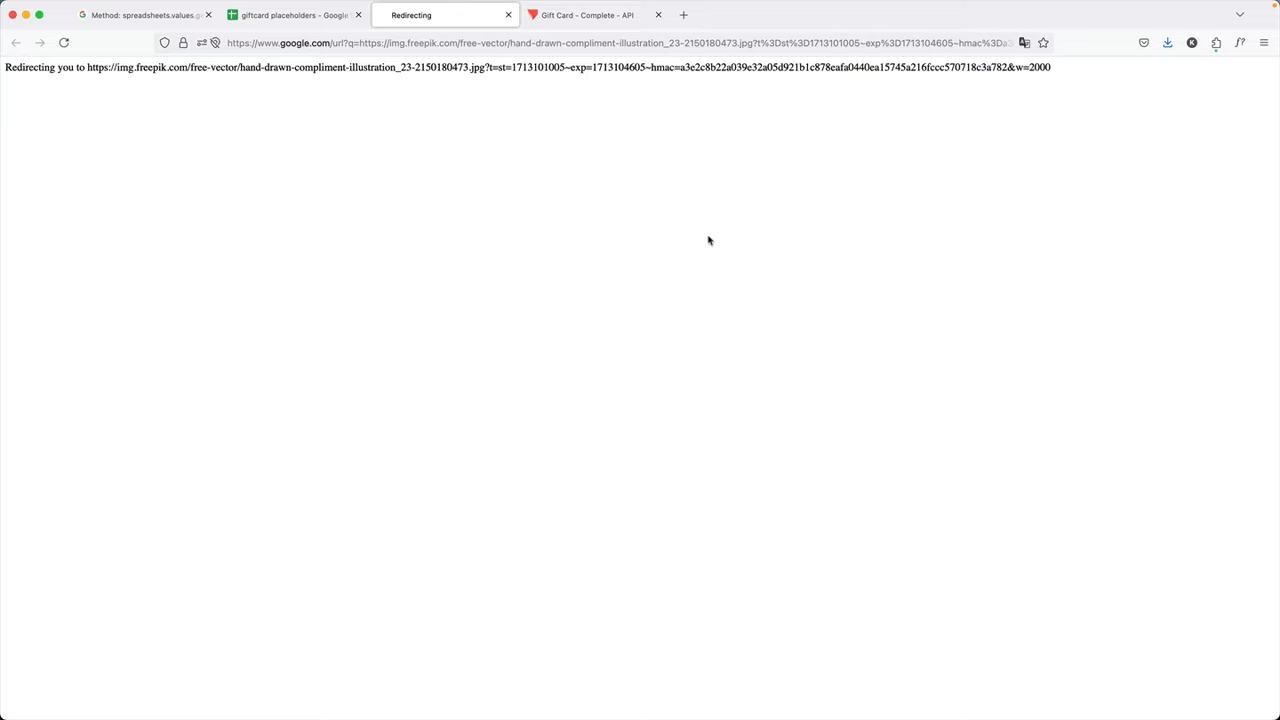 Method: spreadsheets.values.g
giftcard placeholders - Google
Redirecting
Gift Card - Complete - API
https://www.google.com/url?q=https://img.freepik.com/free-vector/hand-drawn-compliment-illustration_23-2150180473.jpg?t%3Dst%3D1713101005~exp%3D1713104605~hmac%3Da3
Redirecting you to https://img.freepik.com/free-vector/hand-drawn-compliment-illustration_23-2150180473.jpg?t=st=1713101005~exp=1713104605~hmac=a3e2c8b22a039e32a05d921b1c878eafa0440ea15745a216fccc570718c3a782&w=2000